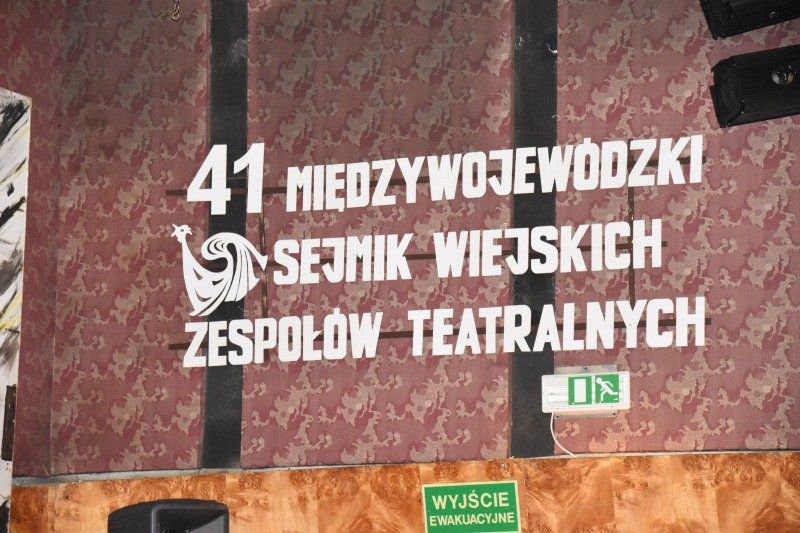 41 MIĘDZYWOJEWÓDZKI
SEJMIK WIEJSKICH
ZESPOŁÓW TEATRALNYCH
WYJŚCIE
EWAKUACYJNE